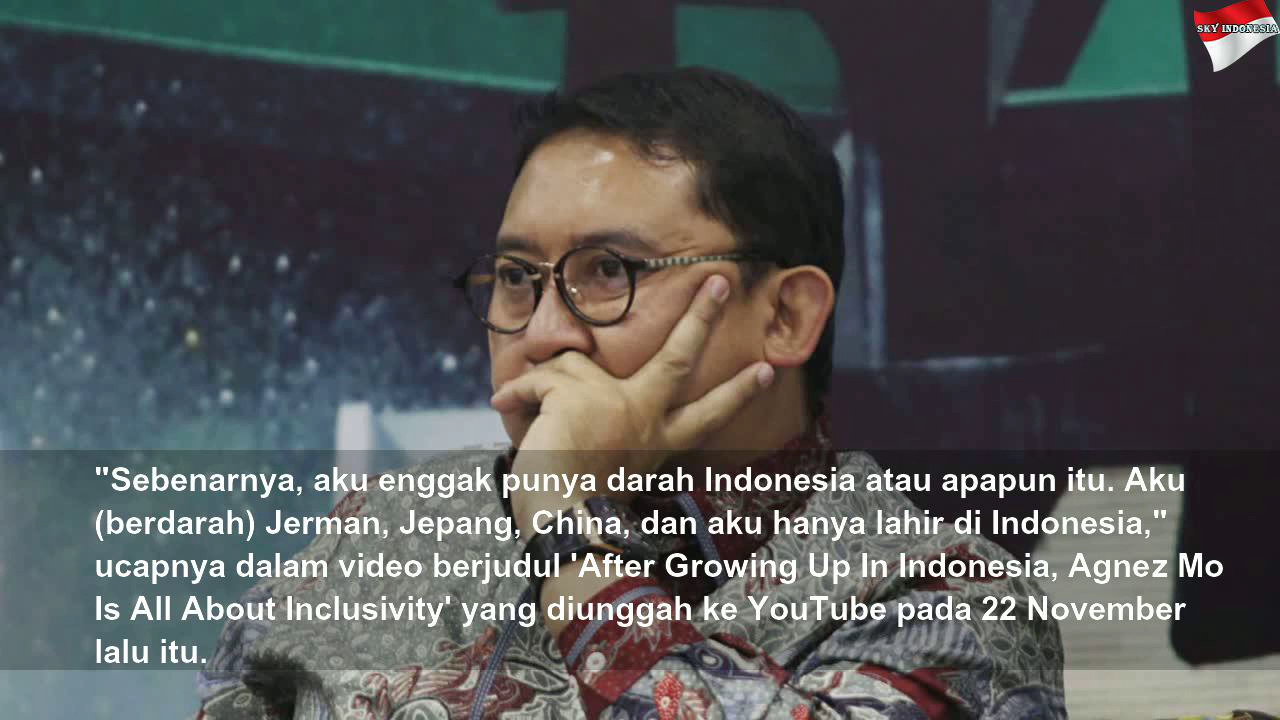 SKY INDONESIA
"Sebenarnya, aku enggak punya darah Indonesia atau apapun itu. Aku
(berdarah) Jerman, Jepang, China, dan aku hanya lahir di Indonesia,"
ucapnya dalam video berjudul 'After Growing Up In Indonesia, Agnez Mo
Is All About Inclusivity' yang diunggah ke YouTube pada 22 November
lalu itu.